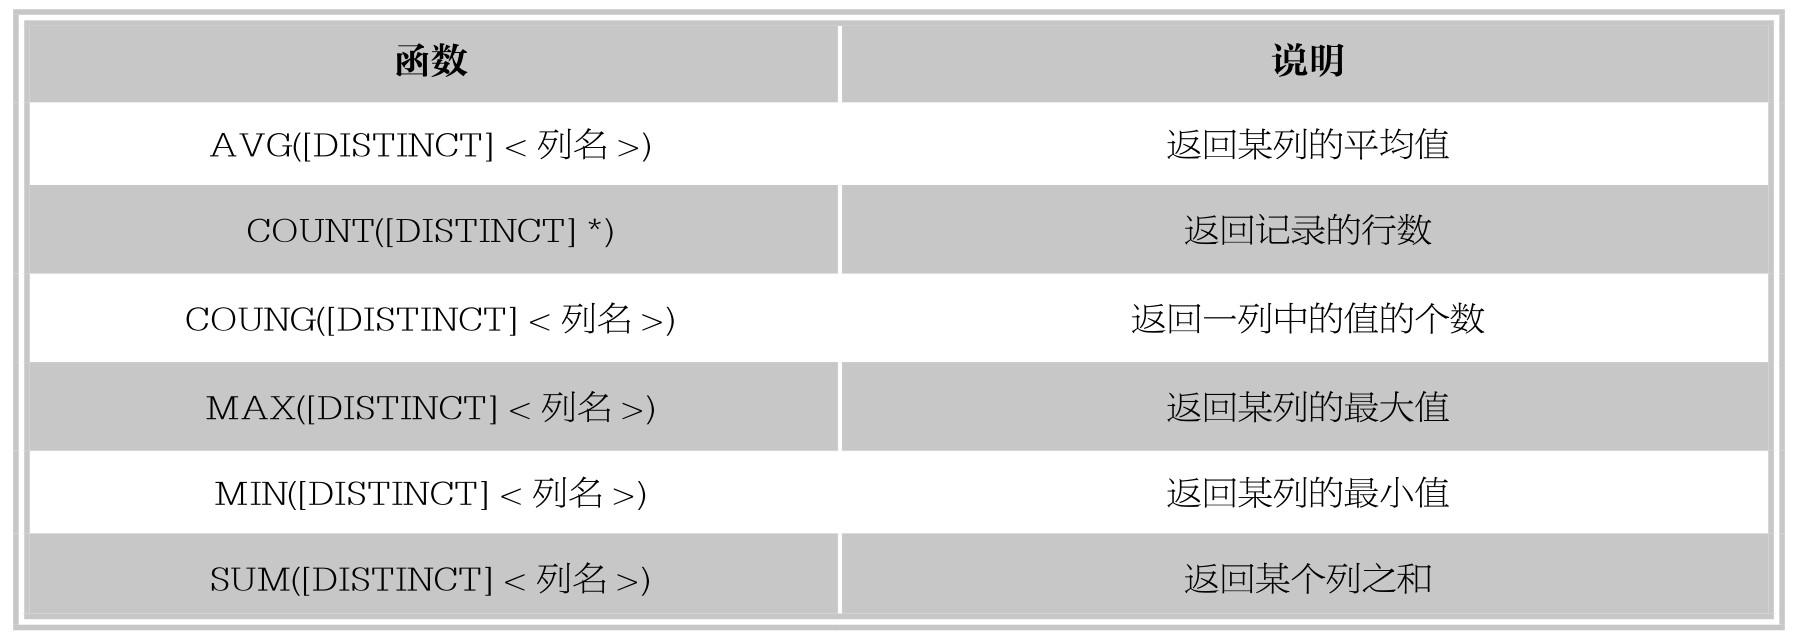 函数 说明
AVG([DISTINCT] < 列名 >) 返回某列的平均值
COUNT([DISTINCT] *) 返回记录的行数
COUNG([DISTINCT] < 列名 >) 返回一列中的值的个数
MAX([DISTINCT] < 列名 >) 返回某列的最大值
MIN([DISTINCT] < 列名 >) 返回某列的最小值
SUM([DISTINCT] < 列名 >) 返回某个列之和